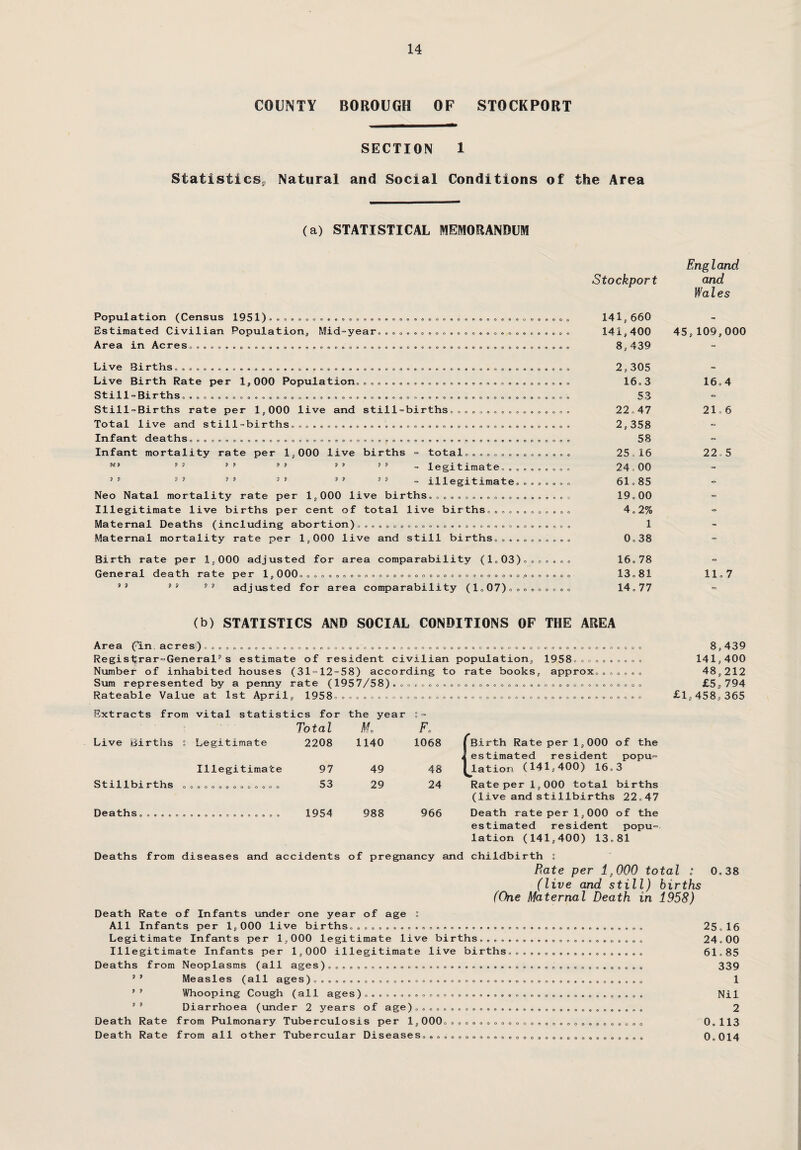 14
COUNTY BOROUGH OF STOCKPORT
SECTION 1
Statistics, Natural and Social Conditions of the Area
(a) STATISTICAL MEMORANDUM
Stockport England and Wales
Population (Census 1951)........ 141,660 -
Estimated Civilian Population, Mid-year........ 141,400 45,109,000
Area in Acres........ 8,439 -
Live Births........ 2,305 -
Live Birth Rate per 1,000 Population........ 16.3 16.4
Still-Births........ 53 -
Still-Births rate per 1,000 live and still-births........ 22.47 21.6
Total live and still-births........ 2,358 -
Infant deaths........ 58 -
Infant mortality rate per 1,000 live births - total........ 25.16 22.5
'' '' '' '' '' '' - legitimate........ 24.00 -
'' '' '' '' '' '' - illegitimate........ 61.85 -
Neo Natal mortality rate per 1,000 live births........ 19.00 -
Illegitimate live births per cent of total live births........ 4.2% -
Maternal Deaths (including abortion)........ 1 -
Maternal mortality rate per 1,000 live and still births........ 0.38 -
Birth rate per 1,000 adjusted for area comparability (1.03)........ 16.78 -
General death rate per 1,000........ 13.81 11.7
'' '' '' adjusted for area comparability (1.07)........ 14.77 -
(b) STATISTICS AND SOCIAL CONDITIONS OF THE AREA
Area (in acres)........ 8,439
Registrar-General's estimate of resident civilian population, 1958........ 141,400
Number of inhabited houses (31-12-58) according to rate books, approx........ 48,212
Sum represented by a penny rate (1957/58)........ £5,794
Rateable Value at 1st April, 1958........ £1,458,365
Extracts from vital statistics for the year :-
Total M. F.
Live Births : Legitimate 2208 1140 1068 Birth Rate per 1,000 of the
estimated resident popu-
Illegitimate 97 49 48 lation (141,400) 16.3
Stillbirths ........ 53 29 24 Rate per 1,000 total births
(live and stillbirths 22.47
Deaths........ 1954 988 966 Death rate per 1,000 of the
estimated resident popu-
lation (141,400) 13.81
Deaths from diseases and accidents of pregnancy and childbirth :
Rate per 1,000 total : 0.38
(live and still) births
(One Maternal Death in 1958)
Death Rate of Infants under one year of age :
All Infants per 1,000 live births........ 25.16
Legitimate Infants per 1,000 legitimate live births........ 24.00
Illegitimate Infants per 1,000 illegitimate live births........ 61.85
Deaths from Neoplasms (all ages)........ 339
'' Measles (all ages)........ 1
'' Whooping Cough (all ages)........ Nil
'' Diarrhoea (under 2 years of age)........ 2
Death Rate from Pulmonary Tuberculosis per 1,000........ 0.113
Death Rate from all other Tubercular Diseases........ 0.014